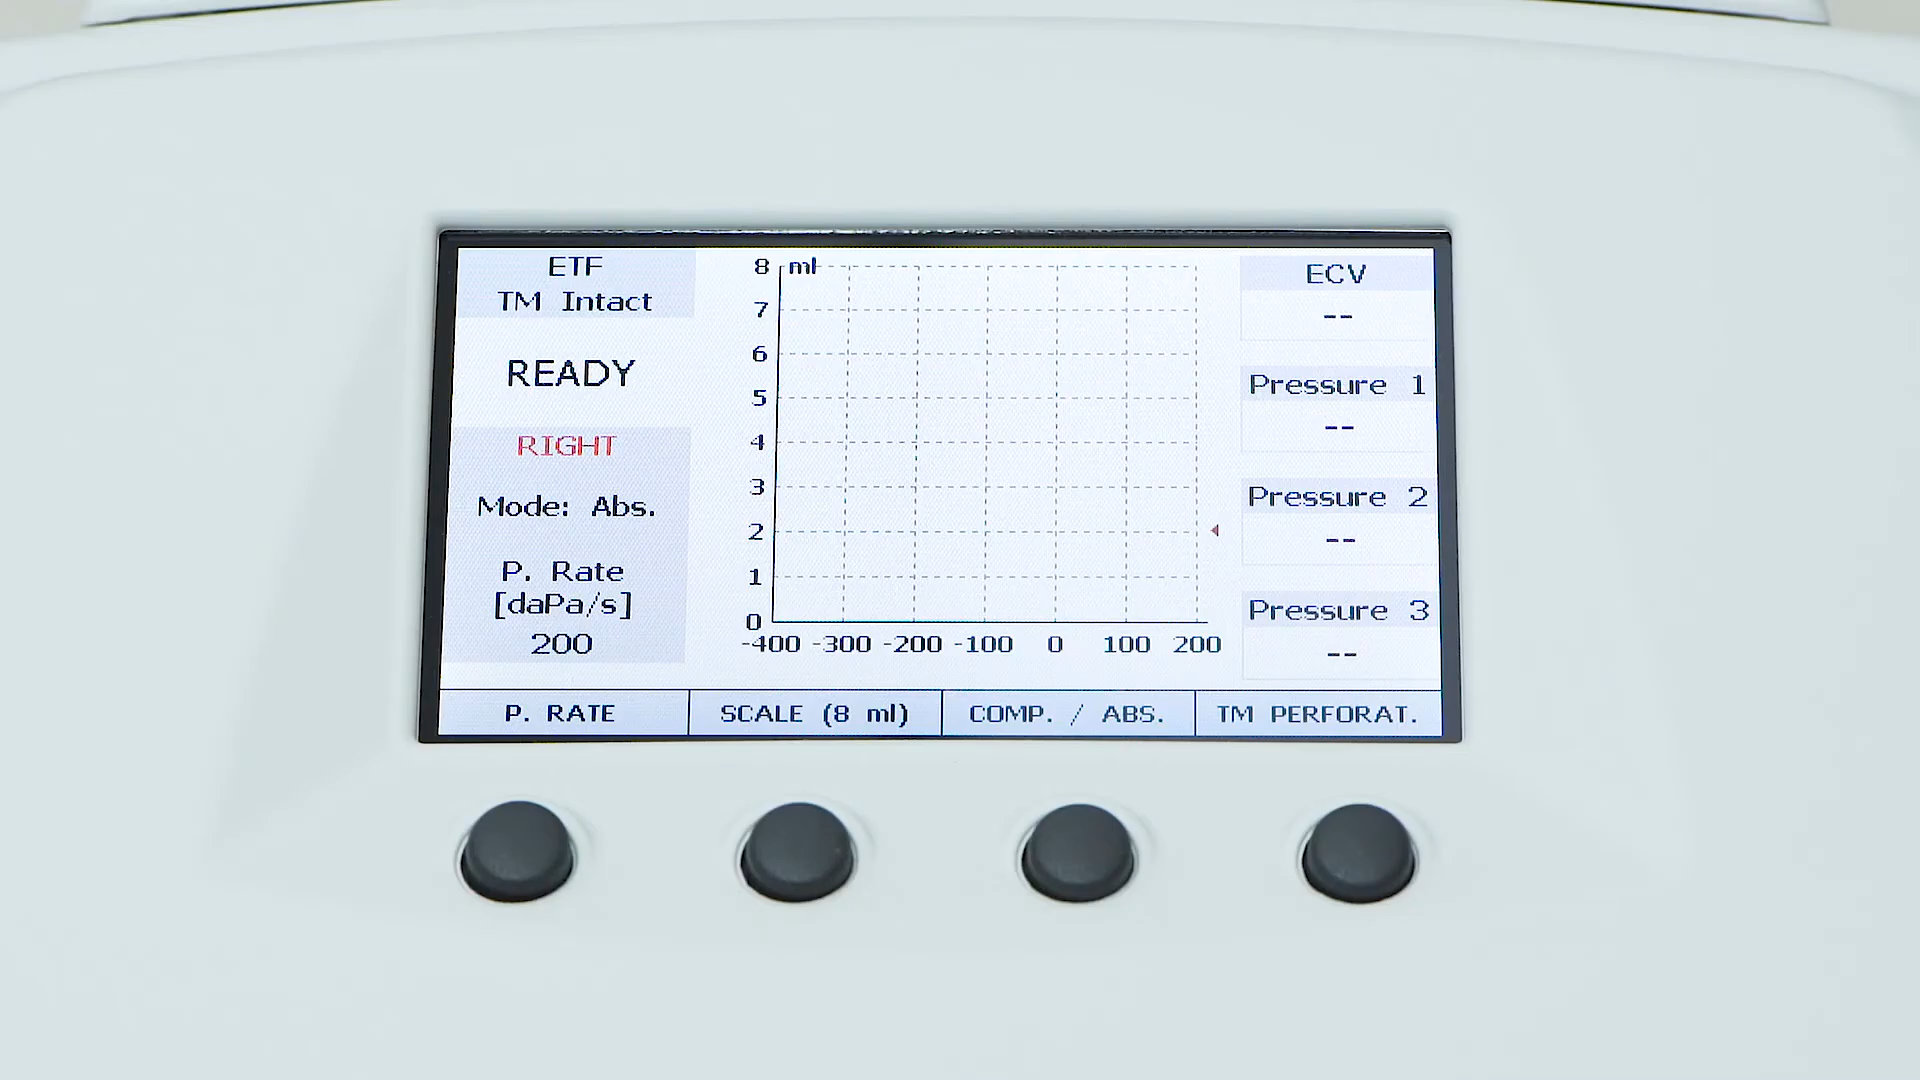 ETF
TM Intact
READY
RIGHT
Mode: Abs.
P. Rate
[daPa/s]
200
8 ml
7
6
5
4
3
2
1
0
-400 -300 -200 -100 0 100 200
ECV
--
Pressure 1
--
Pressure 2
--
Pressure 3
--
P. RATE
SCALE (8 ml)
COMP. / ABS.
TM PERFORAT.